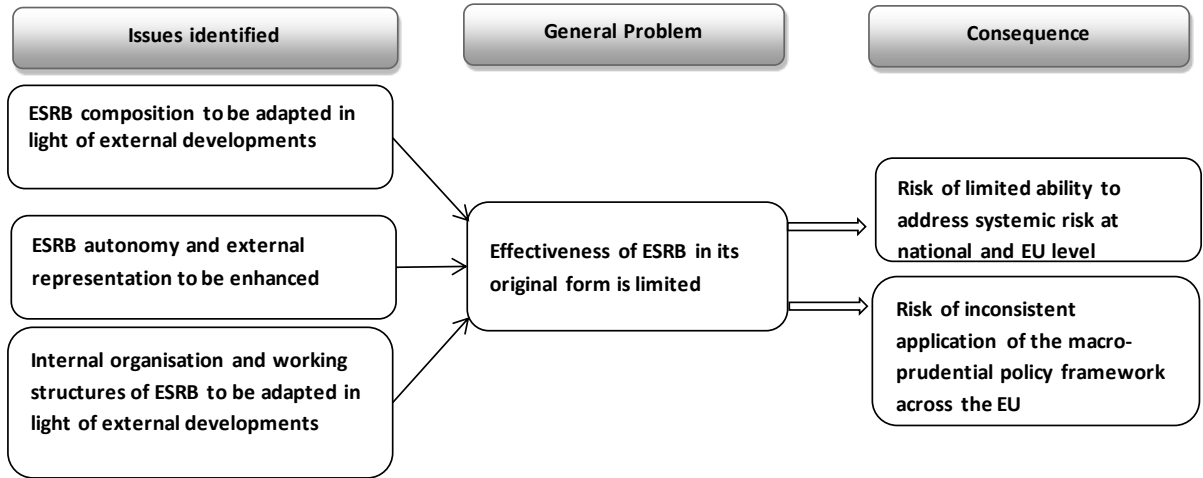 Issues identified
General Problem
Consequence
ESRB composition to be adapted in
light of external developments
ESRB autonomy and external
representation to be enhanced
Internal organisation and working
structures of ESRB to be adapted in
light of external developments
Effectiveness of ESRB in its
original form is limited
Risk of limited ability to
address systemic risk at
national and EU level
Risk of inconsistent
application of the macro-
prudential policy framework
across the EU